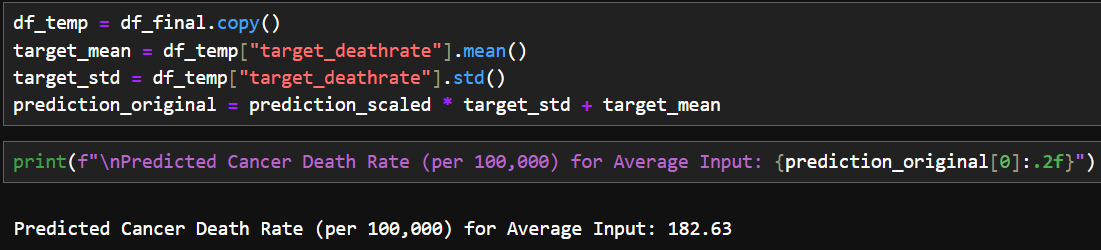 df_temp = df_final.copy()
target_mean = df_temp["target_deathrate"].mean()
target_std = df_temp["target_deathrate"].std()
prediction_original = prediction_scaled * target_std + target_mean
print(f"\nPredicted Cancer Death Rate (per 100,000) for Average Input: {prediction_original[0]:.2f}")
Predicted Cancer Death Rate (per 100,000) for Average Input: 182.63